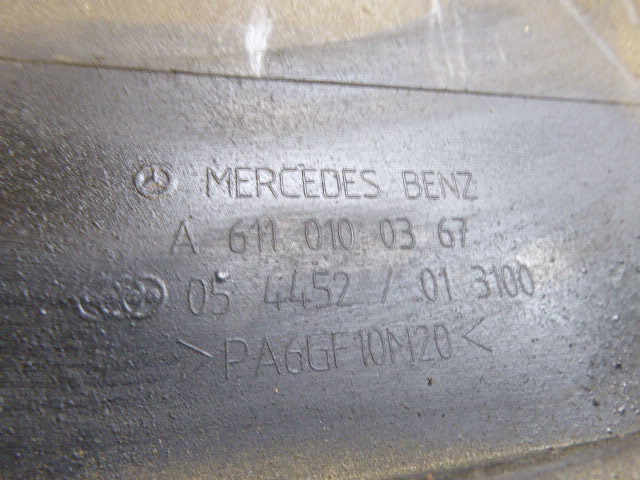 MERCEDES BENZ
A 611 010 03 67
05 4452 / 01 3100
>PA6GF10M20<